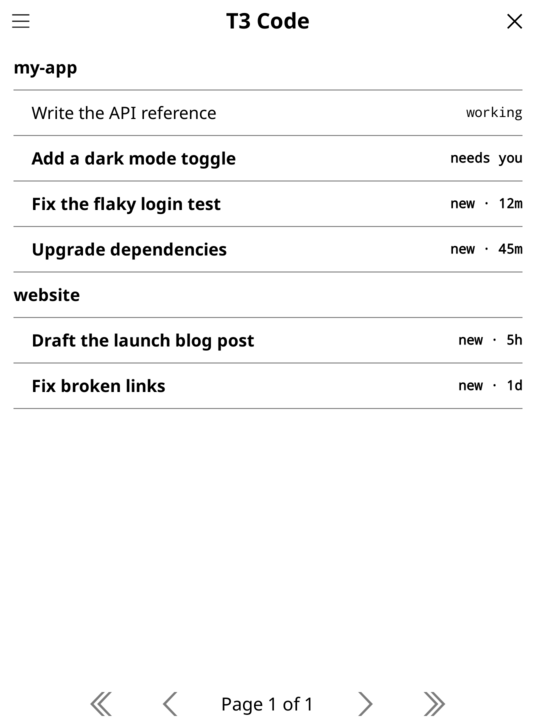 T3 Code
my-app
Write the API reference working
Add a dark mode toggle needs you
Fix the flaky login test new · 12m
Upgrade dependencies new · 45m
website
Draft the launch blog post new · 5h
Fix broken links new · 1d
Page 1 of 1